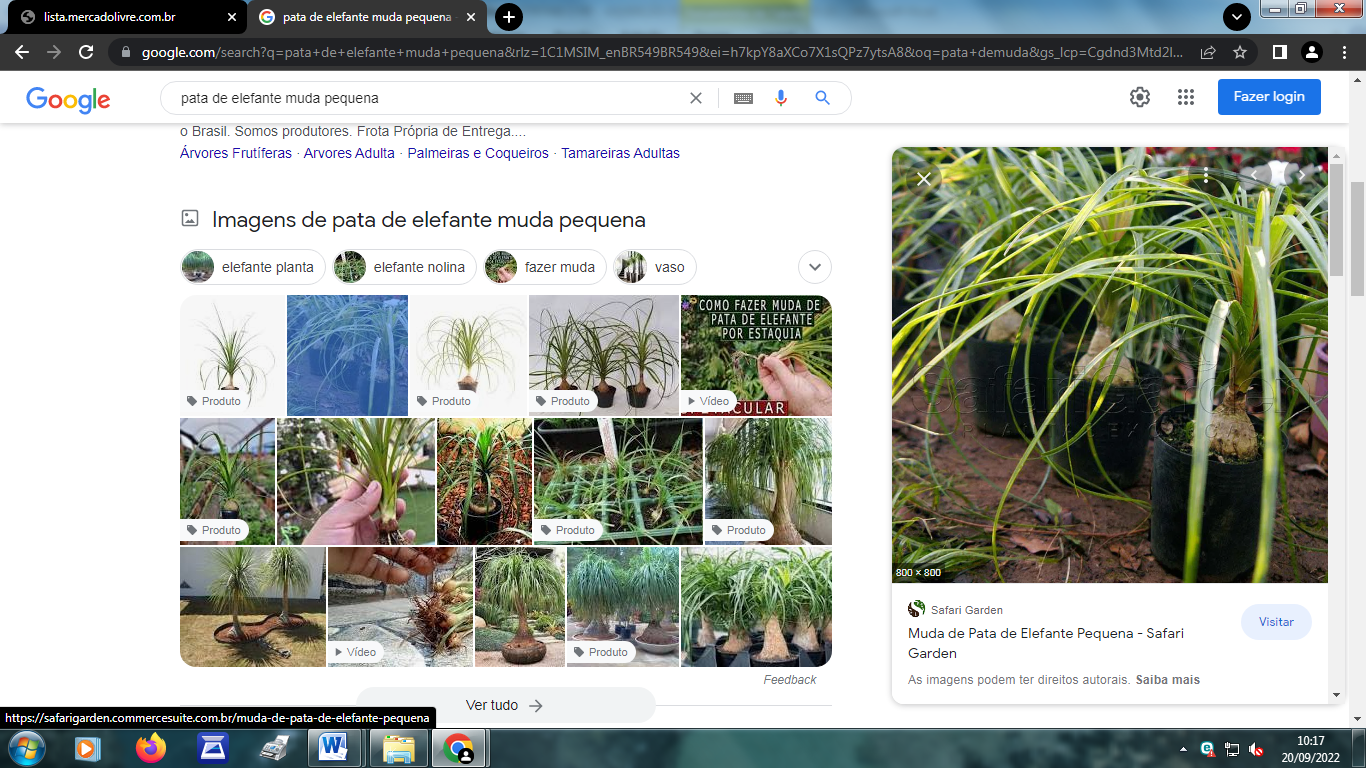 lista.mercadolivre.com.br
pata de elefante muda pequena
google.com/search?q=pata+de+elefante+muda+pequena&rlz=1C1MSIM_enBR549BR549&ei=h7kpY8aXCo7X1sQPz7ytsA8&oq=pata+demuda&gs_lcp=Cgdnd3Mtd2l...
Google
pata de elefante muda pequena
Fazer login
o Brasil. Somos produtores. Frota Própria de Entrega....
Árvores Frutíferas · Arvores Adulta · Palmeiras e Coqueiros · Tamareiras Adultas
Imagens de pata de elefante muda pequena
elefante planta
elefante nolina
fazer muda
vaso
COMO FAZER MUDA DE
PATA DE ELEFANTE
POR ESTAQUIA
Produto
Produto
Produto
Vídeo
Produto
Produto
Produto
Vídeo
Produto
Feedback
Ver tudo
Safari Garden
800 × 800
Safari Garden
Muda de Pata de Elefante Pequena - Safari
Garden
Visitar
As imagens podem ter direitos autorais. Saiba mais
https://safarigarden.commercesuite.com.br/muda-de-pata-de-elefante-pequena
10:17
20/09/2022